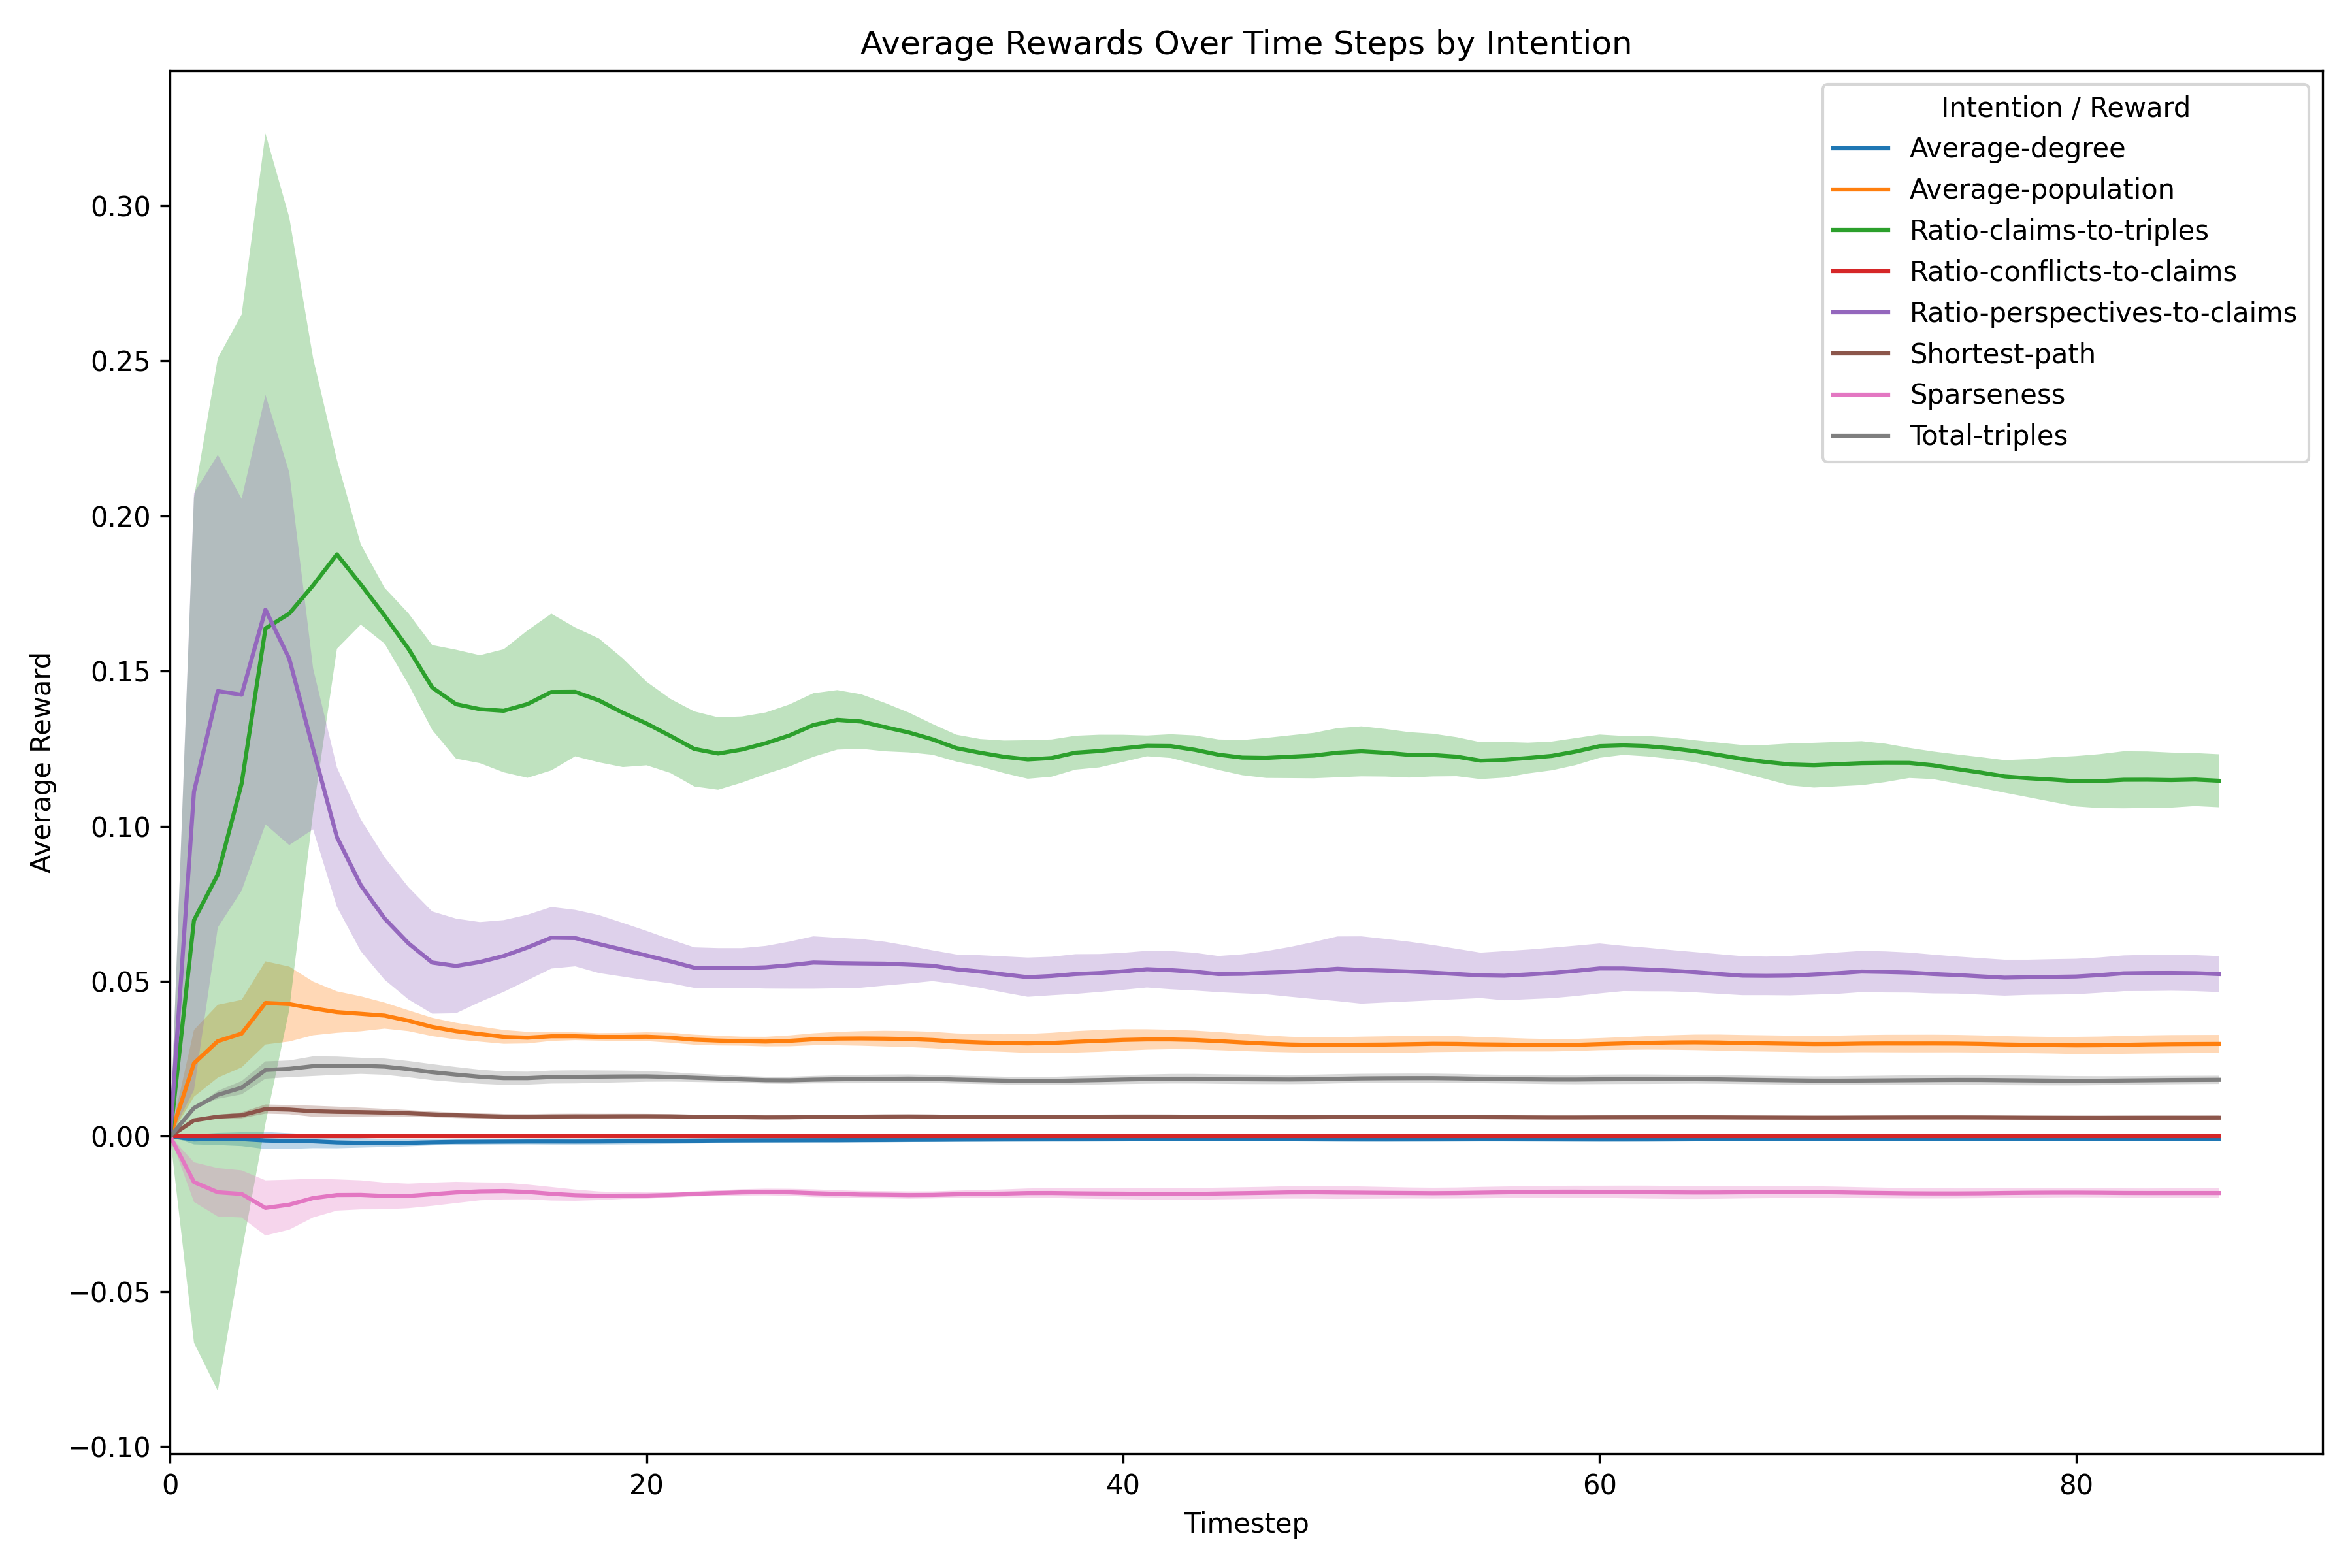 Average Rewards Over Time Steps by Intention
Intention / Reward
Average-degree
Average-population
Ratio-claims-to-triples
Ratio-conflicts-to-claims
Ratio-perspectives-to-claims
Shortest-path
Sparseness
Total-triples
Average Reward
0.30
0.25
0.20
0.15
0.10
0.05
0.00
−0.05
−0.10
0 20 40 60 80
Timestep